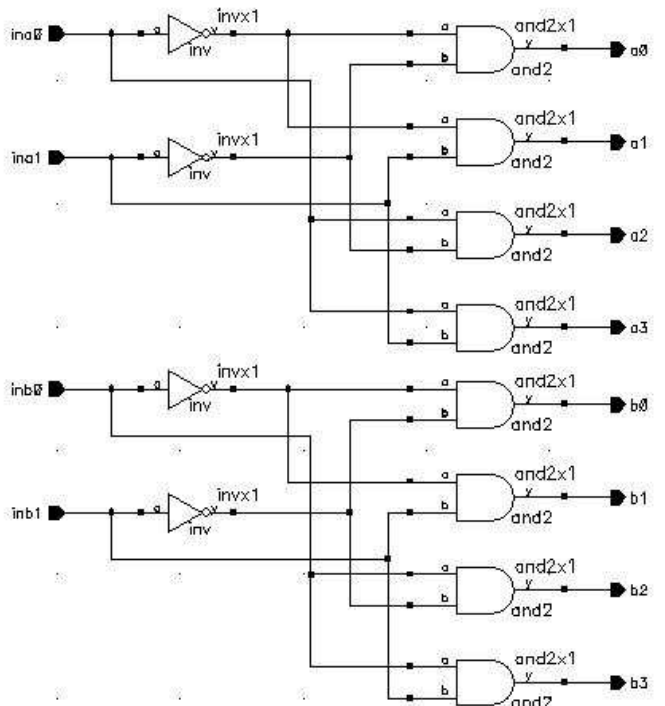 ina0 a invx1 y inv a and2x1 y a0
b and2
ina1 a invx1 y inv a and2x1 y a1
b and2
a and2x1 y a2
b and2
a and2x1 y a3
b and2
inb0 a invx1 y inv a and2x1 y b0
b and2
a and2x1 y b1
inb1 a invx1 y inv b and2
a and2x1 y b2
b and2
a and2x1 y b3
b and2